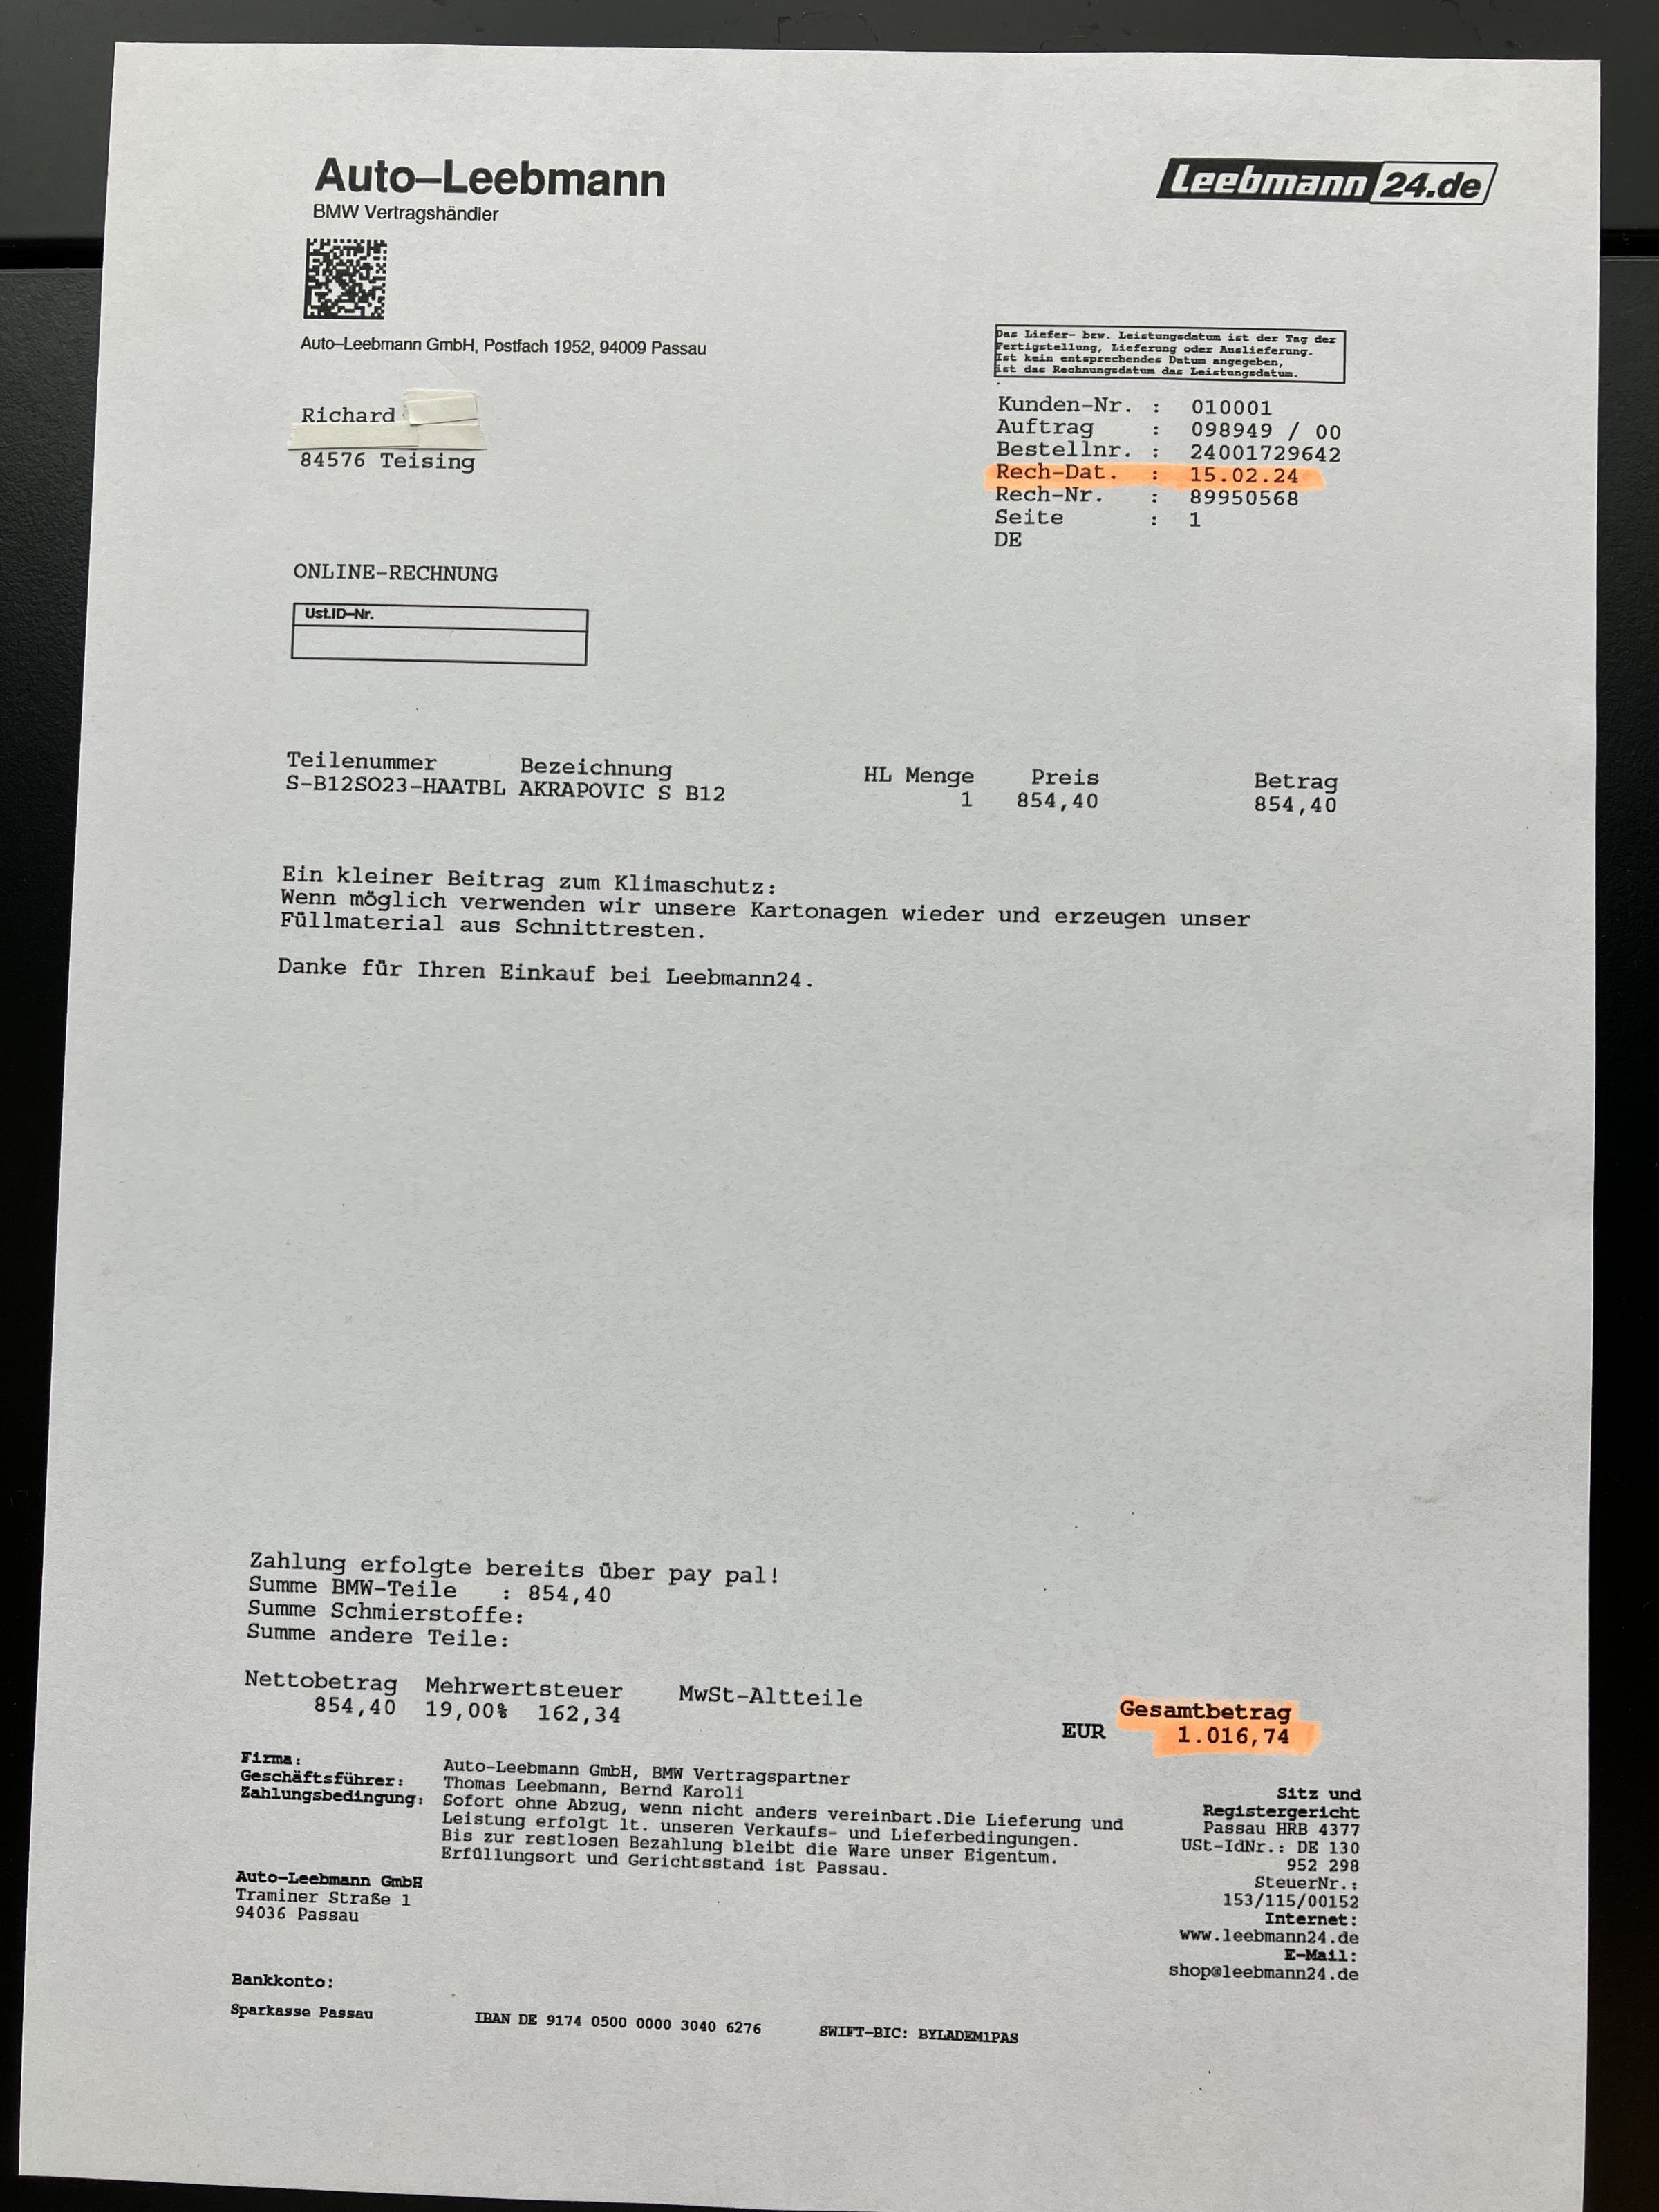 Auto–Leebmann
BMW Vertragshändler
Leebmann24.de
Auto–Leebmann GmbH, Postfach 1952, 94009 Passau
Das Liefer- bzw. Leistungsdatum ist der Tag der
Fertigstellung, Lieferung oder Auslieferung.
Ist kein entsprechendes Datum angegeben,
ist das Rechnungsdatum das Leistungsdatum.
Richard
84576 Teising
Kunden-Nr. : 010001
Auftrag : 098949 / 00
Bestellnr. : 24001729642
Rech-Dat. : 15.02.24
Rech-Nr. : 89950568
Seite : 1
DE
ONLINE-RECHNUNG
Ust.ID–Nr.
Teilenummer Bezeichnung HL Menge Preis Betrag
S-B12SO23-HAATBL AKRAPOVIC S B12 1 854,40 854,40
Ein kleiner Beitrag zum Klimaschutz:
Wenn möglich verwenden wir unsere Kartonagen wieder und erzeugen unser
Füllmaterial aus Schnittresten.
Danke für Ihren Einkauf bei Leebmann24.
Zahlung erfolgte bereits über pay pal!
Summe BMW-Teile : 854,40
Summe Schmierstoffe:
Summe andere Teile:
Nettobetrag Mehrwertsteuer MwSt-Altteile Gesamtbetrag
854,40 19,00% 162,34 EUR 1.016,74
Firma: Auto-Leebmann GmbH, BMW Vertragspartner
Geschäftsführer: Thomas Leebmann, Bernd Karoli
Zahlungsbedingung: Sofort ohne Abzug, wenn nicht anders vereinbart.Die Lieferung und
Leistung erfolgt lt. unseren Verkaufs- und Lieferbedingungen.
Bis zur restlosen Bezahlung bleibt die Ware unser Eigentum.
Erfüllungsort und Gerichtsstand ist Passau.
Auto-Leebmann GmbH
Traminer Straße 1
94036 Passau
Sitz und
Registergericht
Passau HRB 4377
USt-IdNr.: DE 130
952 298
SteuerNr.:
153/115/00152
Internet:
www.leebmann24.de
E-Mail:
shop@leebmann24.de
Bankkonto:
Sparkasse Passau IBAN DE 9174 0500 0000 3040 6276 SWIFT-BIC: BYLADEM1PAS